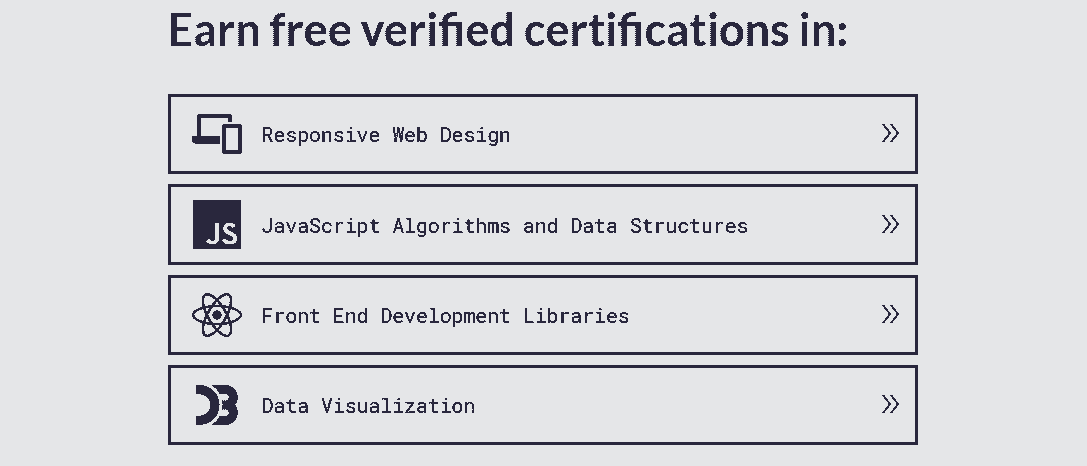 Earn free verified certifications in:
Responsive Web Design
JS JavaScript Algorithms and Data Structures
Front End Development Libraries
D3 Data Visualization